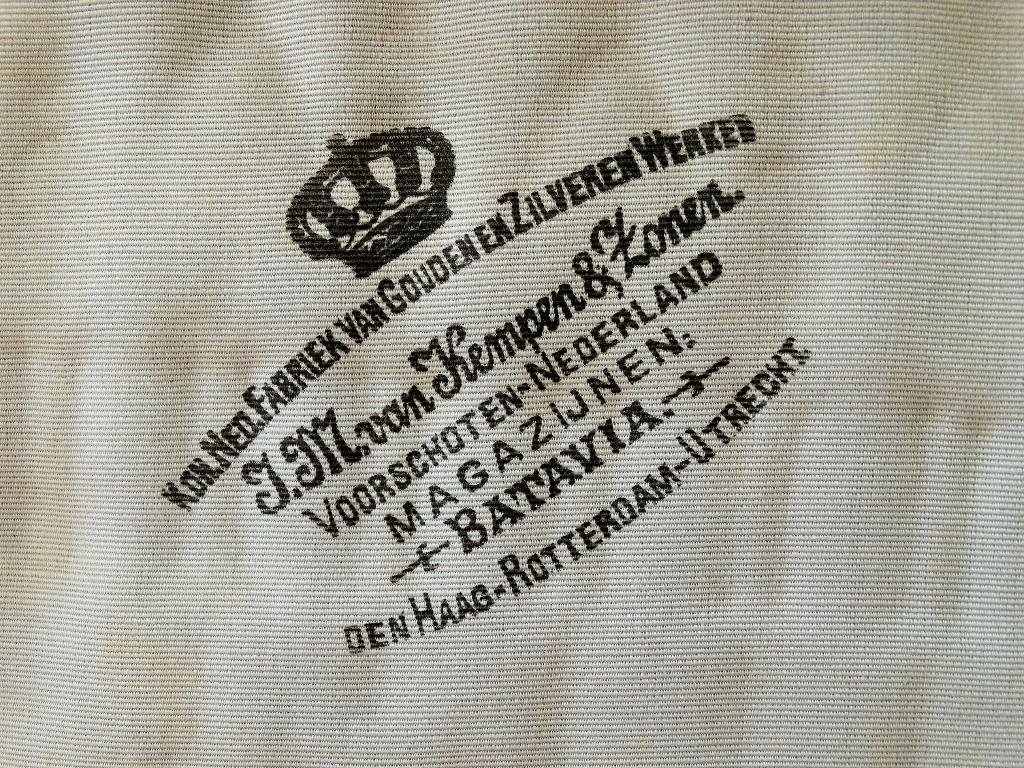 KON. NED. FABRIEK VAN GOUDEN EN ZILVEREN WERKEN
J. M. van Kempen & Zonen.
VOORSCHOTEN-NEDERLAND
MAGAZIJNEN:
BATAVIA.
DEN HAAG-ROTTERDAM-UTRECHT.